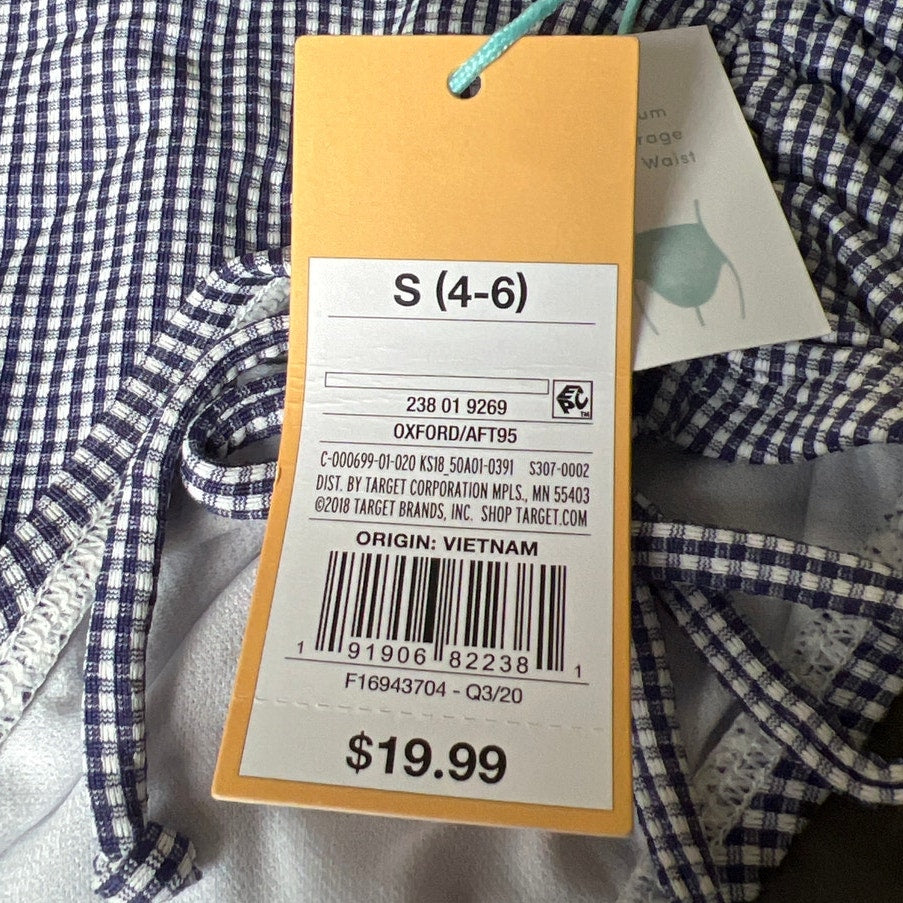 Waist
S (4-6)
EPC TM
238 01 9269
OXFORD/AFT95
C-000699-01-020 KS18_50A01-0391 S307-0002
DIST. BY TARGET CORPORATION MPLS., MN 55403
©2018 TARGET BRANDS, INC. SHOP TARGET.COM
ORIGIN: VIETNAM
1 91906 82238 1
F16943704 - Q3/20
$19.99